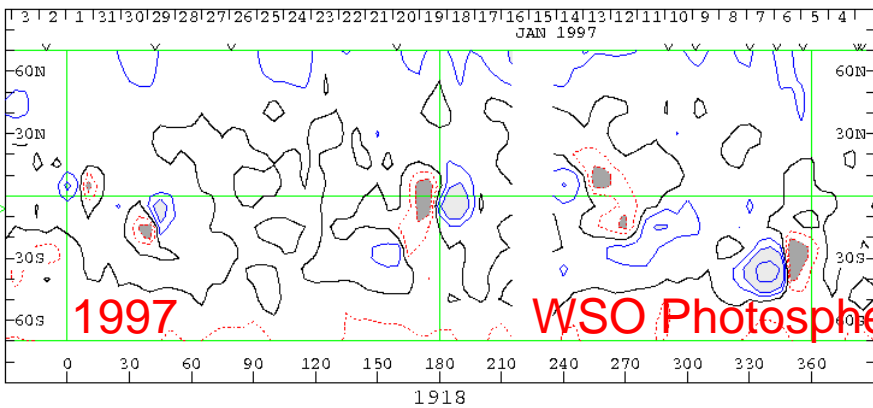 3 2 1 29 28 27 26 25 24 23 22 21 20 19 18 17 16 15 14 13 12 11 10 9 8 7 6 5 4 3
JAN 1997
60N 60N
30N 30N
30S 30S
60S 60S
1997 WSO Photosphe
0 30 60 90 120 150 180 210 240 270 300 330 360
1918